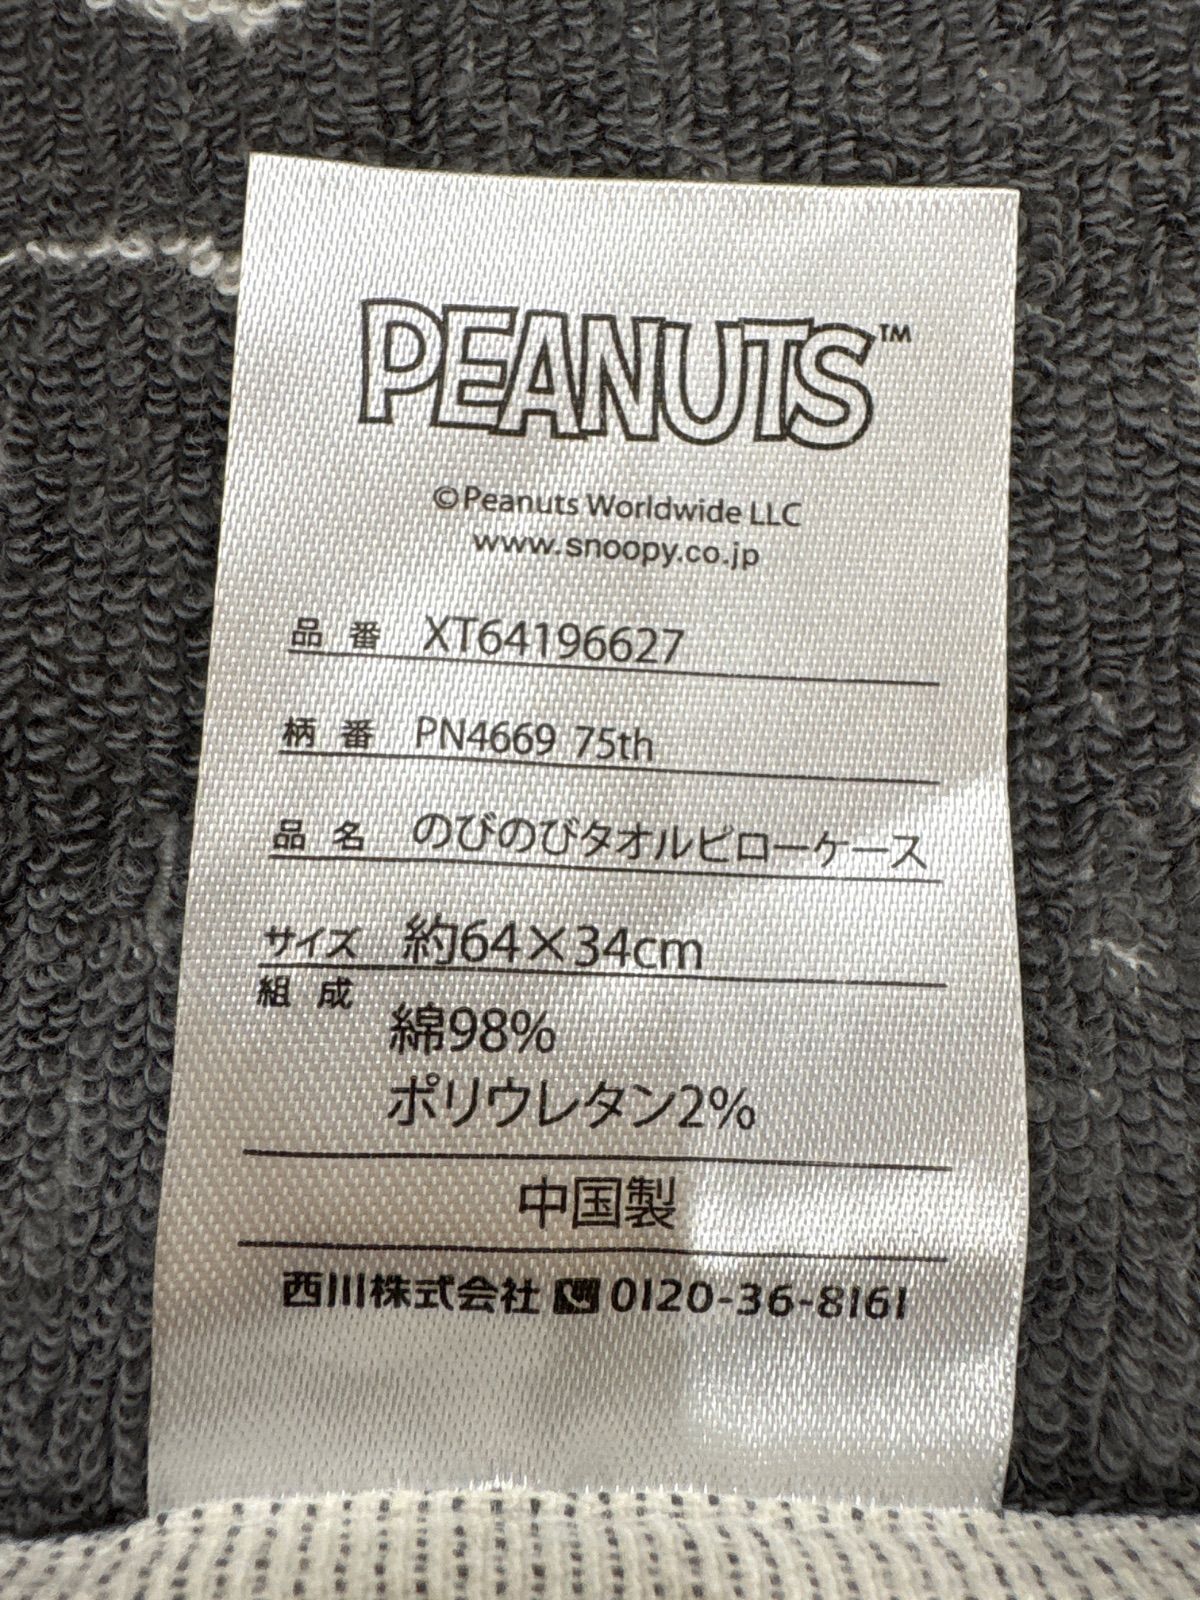 PEANUTS™
©Peanuts Worldwide LLC
www.snoopy.co.jp
品番 XT64196627
柄番 PN4669 75th
品名 のびのびタオルピローケース
サイズ 約64×34cm
組成
綿98%
ポリウレタン2%
中国製
西川株式会社 0120-36-8161